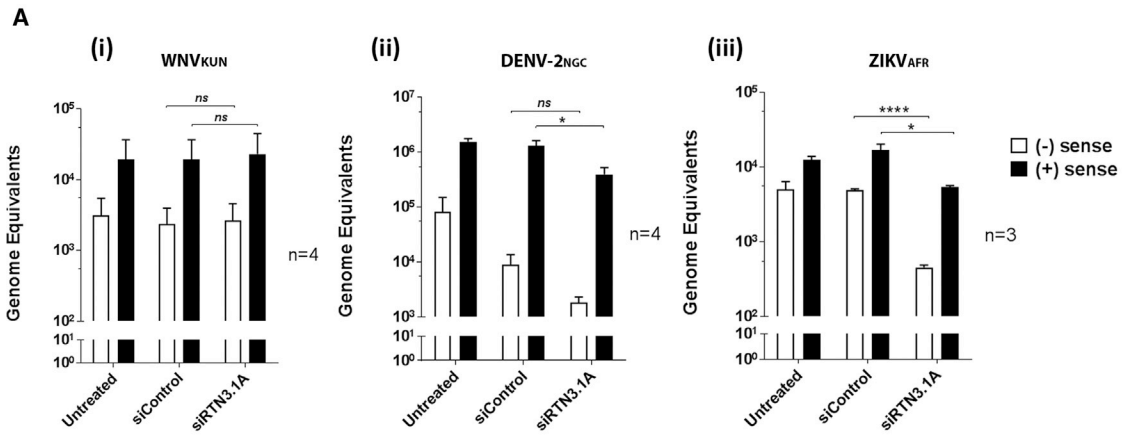 A
(i)
WNVKUN
Genome Equivalents
10⁵
10⁴
10³
10²
10¹
10⁰
ns
ns
Untreated
siControl
siRTN3.1A
n=4
(ii)
DENV-2NGC
Genome Equivalents
10⁷
10⁶
10⁵
10⁴
10³
10¹
10⁰
ns
*
Untreated
siControl
siRTN3.1A
n=4
(iii)
ZIKVAFR
Genome Equivalents
10⁵
10⁴
10³
10²
10¹
10⁰
****
*
Untreated
siControl
siRTN3.1A
n=3
(-) sense
(+) sense